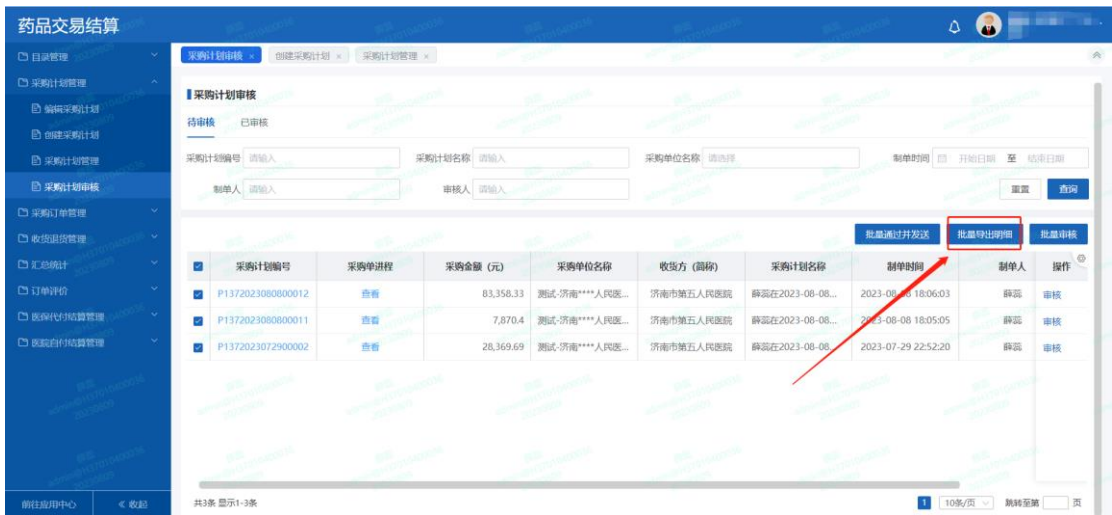 药品交易结算
目录管理
采购计划管理
编辑采购计划
创建采购计划
采购计划管理
采购计划审核
采购订单管理
收货退货管理
汇总统计
订单评价
医保代付结算管理
医院自付结算管理
前往应用中心 « 收起
采购计划审核 × 创建采购计划 × 采购计划管理 ×
采购计划审核
待审核 已审核
采购计划编号 请输入 采购计划名称 请输入 采购单位名称 请选择 制单时间 开始日期 至 结束日期
制单人 请输入 审核人 请输入 重置 查询
批量通过并发送 批量导出明细 批量审核
采购计划编号 采购单进程 采购金额 (元) 采购单位名称 收货方 (简称) 采购计划名称 制单时间 制单人 操作
P1372023080800012 查看 83,358.33 测试-济南****人民医... 济南市第五人民医院 薛蕊在2023-08-08... 2023-08-08 18:06:03 薛蕊 审核
P1372023080800011 查看 7,870.4 测试-济南****人民医... 济南市第五人民医院 薛蕊在2023-08-08... 2023-08-08 18:05:05 薛蕊 审核
P1372023072900002 查看 28,369.69 测试-济南****人民医... 济南市第五人民医院 薛蕊在2023-08-08... 2023-07-29 22:52:20 薛蕊 审核
共3条 显示1-3条 1 10条/页 跳转至第 页